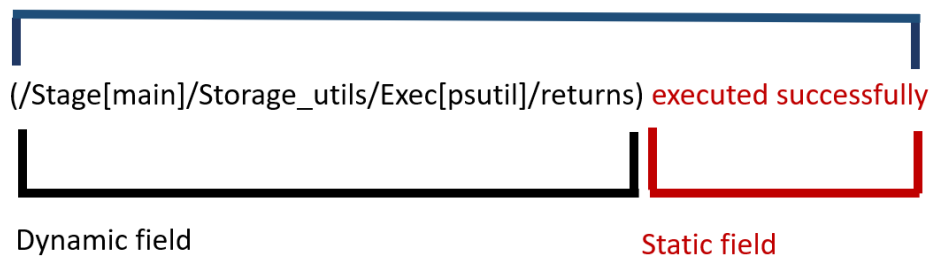 (/Stage[main]/Storage_utils/Exec[psutil]/returns) executed successfully
Dynamic field
Static field